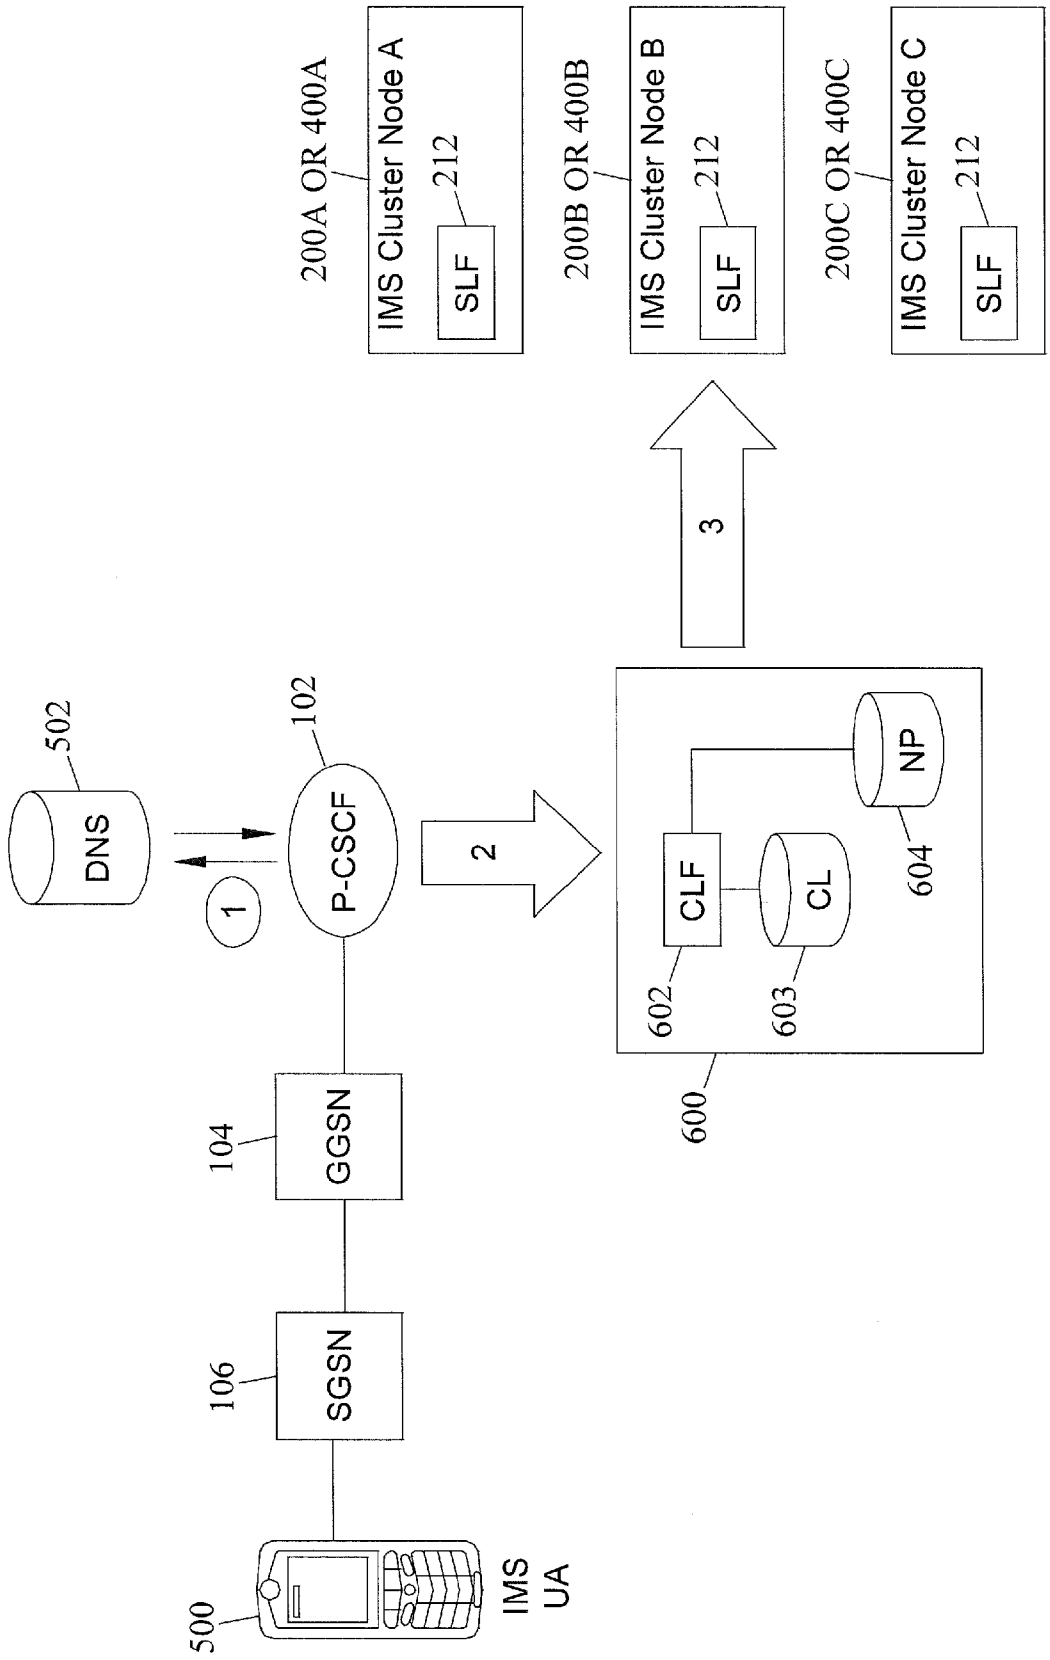 502
DNS
1
500
IMS
UA
106
SGSN
104
GGSN
102
P-CSCF
2
600
602
CLF
603
CL
604
NP
3
200A OR 400A
IMS Cluster Node A
212
SLF
200B OR 400B
IMS Cluster Node B
212
SLF
200C OR 400C
IMS Cluster Node C
212
SLF